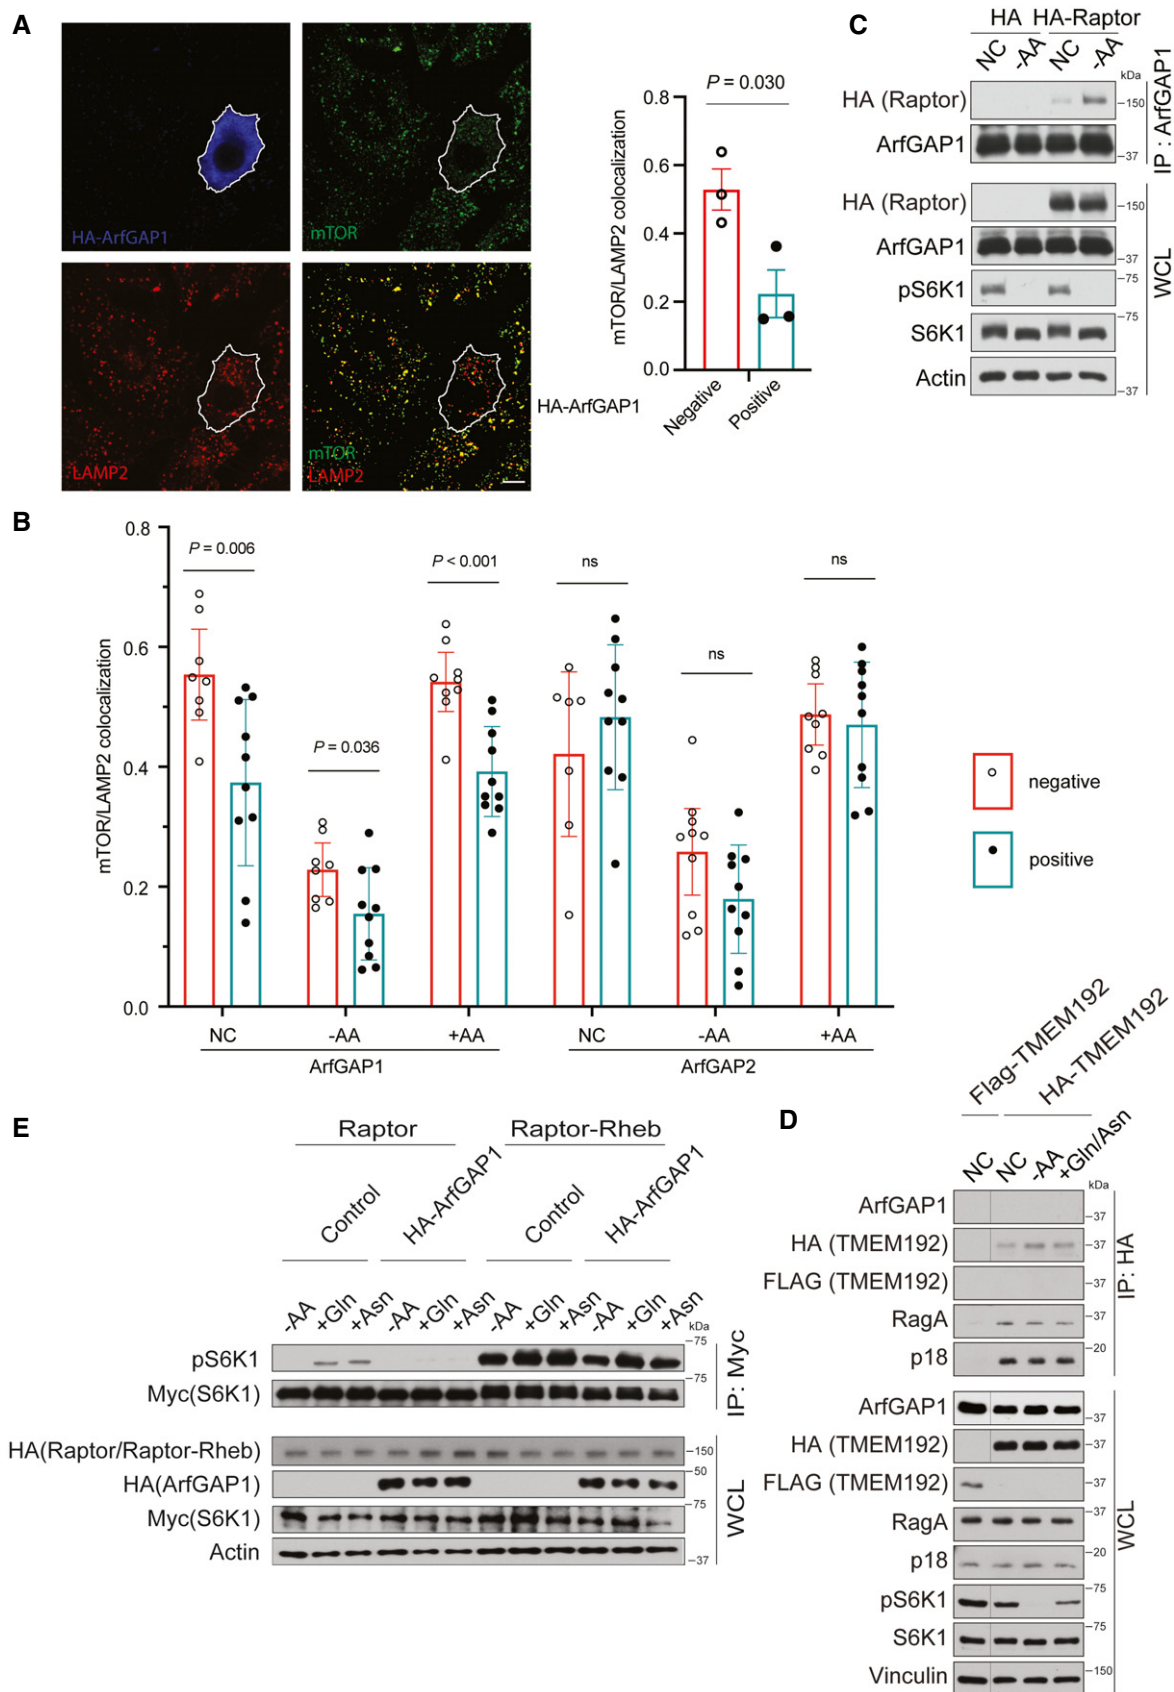 A
HA-ArfGAP1
mTOR
LAMP2
mTOR
LAMP2
P = 0.030
mTOR/LAMP2 colocalization
0.8
0.6
0.4
0.2
0.0
HA-ArfGAP1
Negative
Positive
C
HA
HA-Raptor
NC
-AA
NC
-AA
kDa
HA (Raptor)
150
ArfGAP1
37
IP : ArfGAP1
HA (Raptor)
150
ArfGAP1
37
pS6K1
75
S6K1
75
Actin
37
WCL
B
mTOR/LAMP2 colocalization
0.8
0.6
0.4
0.2
0.0
P = 0.006
P = 0.036
P < 0.001
ns
ns
ns
NC
-AA
+AA
NC
-AA
+AA
ArfGAP1
ArfGAP2
negative
positive
E
Raptor
Raptor-Rheb
Control
HA-ArfGAP1
Control
HA-ArfGAP1
-AA
+Gln
+Asn
-AA
+Gln
+Asn
-AA
+Gln
+Asn
-AA
+Gln
+Asn
kDa
pS6K1
75
Myc(S6K1)
75
IP: Myc
HA(Raptor/Raptor-Rheb)
150
HA(ArfGAP1)
50
Myc(S6K1)
75
Actin
37
WCL
D
Flag-TMEM192
HA-TMEM192
NC
NC
-AA
+Gln/Asn
kDa
ArfGAP1
37
HA (TMEM192)
37
FLAG (TMEM192)
37
RagA
37
p18
20
IP: HA
ArfGAP1
37
HA (TMEM192)
37
FLAG (TMEM192)
37
RagA
37
p18
20
pS6K1
75
S6K1
75
Vinculin
150
WCL